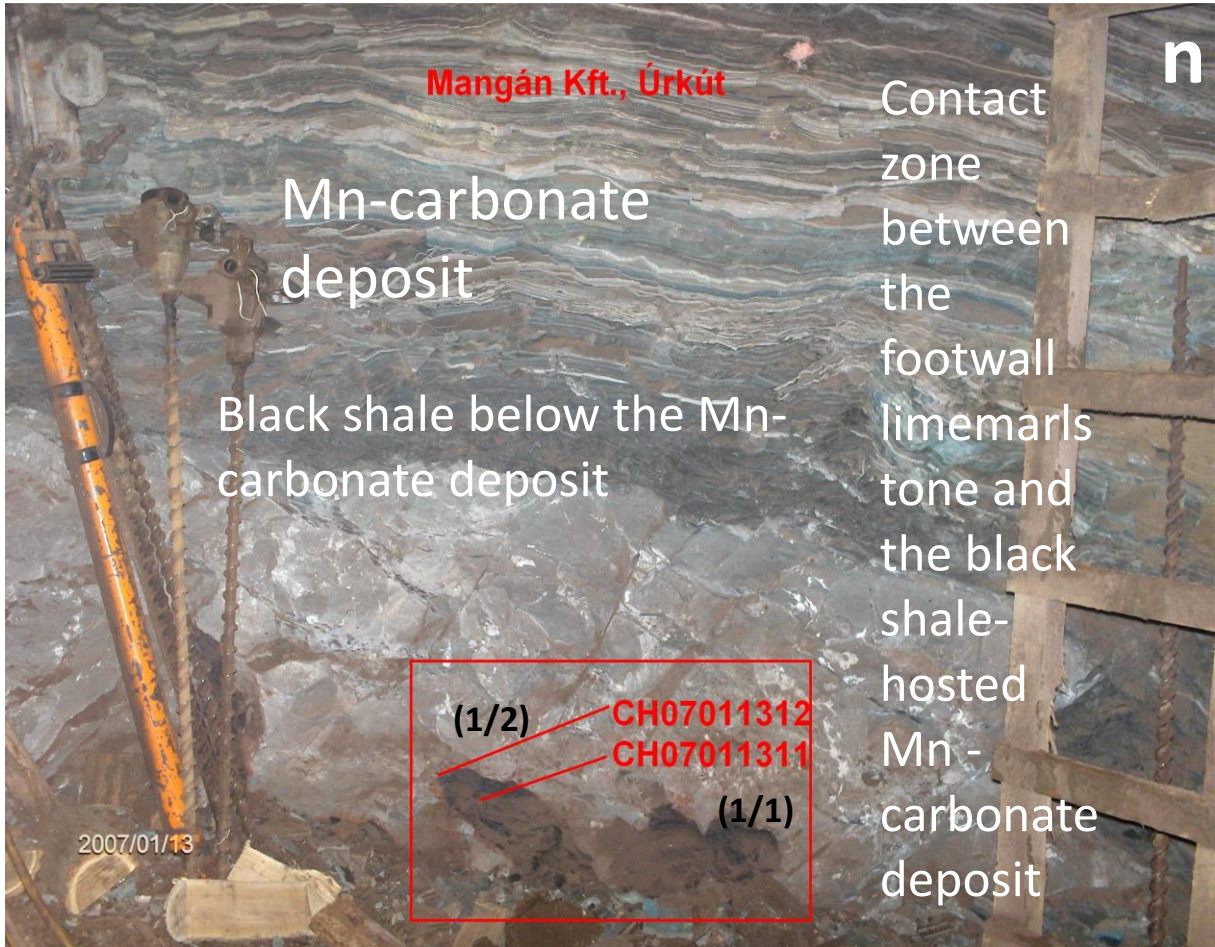 n
Mangán Kft., Úrkút
Mn-carbonate
deposit
Black shale below the Mn-
carbonate deposit
Contact
zone
between
the
footwall
limemarls
tone and
the black
shale-
hosted
Mn -
carbonate
deposit
(1/2)
CH07011312
CH07011311
(1/1)
2007/01/13